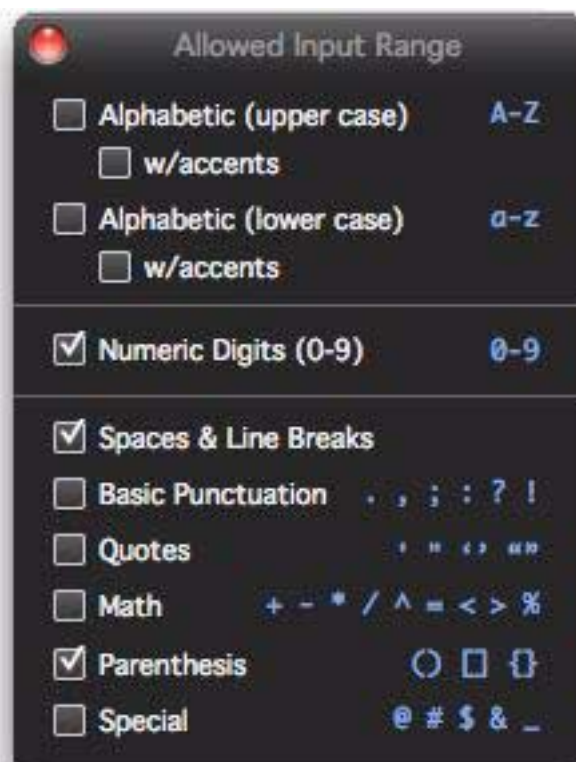 Allowed Input Range
Alphabetic (upper case) A-Z
w/accents
Alphabetic (lower case) a-z
w/accents
Numeric Digits (0-9) 0-9
Spaces & Line Breaks
Basic Punctuation . , ; : ? !
Quotes ' " ‘’ “”
Math + - * / ^ = < > %
Parenthesis () [] {}
Special @ # $ & _